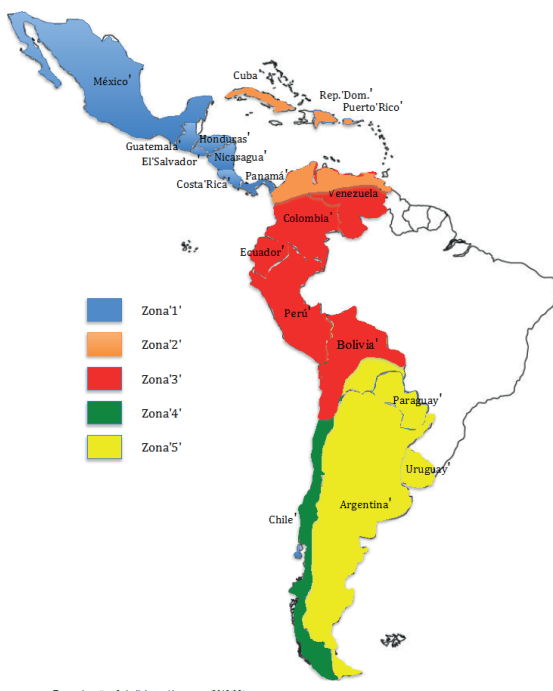 México'
Cuba'
Rep.'Dom.'
Puerto'Rico'
Guatemala'
Honduças'
El'Salvador'
Nicaragua'
Costa'Rica'
Panamá'
Venezuela'
Colombia'
Ecuador'
Perú'
Bolivia'
Paraguay'
Uruguay'
Argentina'
Chile'
Zona'1'
Zona'2'
Zona'3'
Zona'4'
Zona'5'